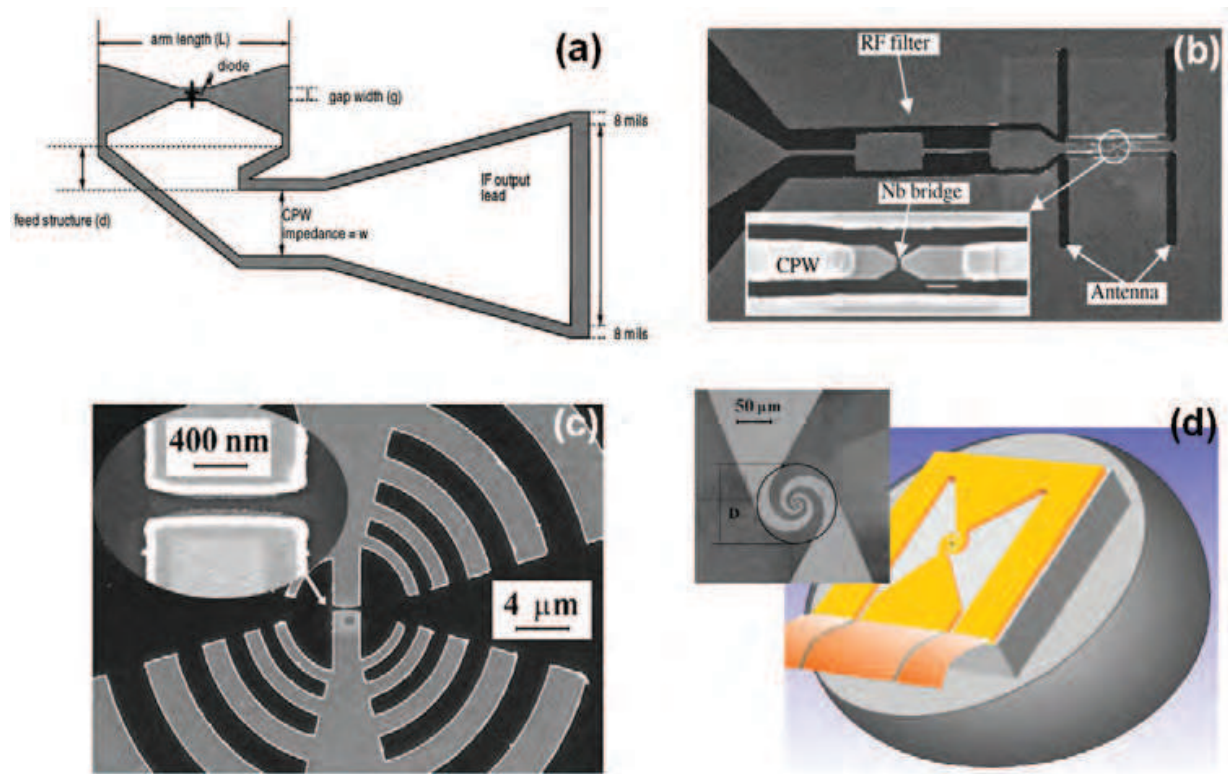 (a)
arm length (L)
diode
gap width (g)
8 mils
feed structure (d)
CPW
impedance = w
IF output
lead
8 mils
(b)
RF filter
Nb bridge
CPW
Antenna
(c)
400 nm
4 μm
(d)
50 μm
D